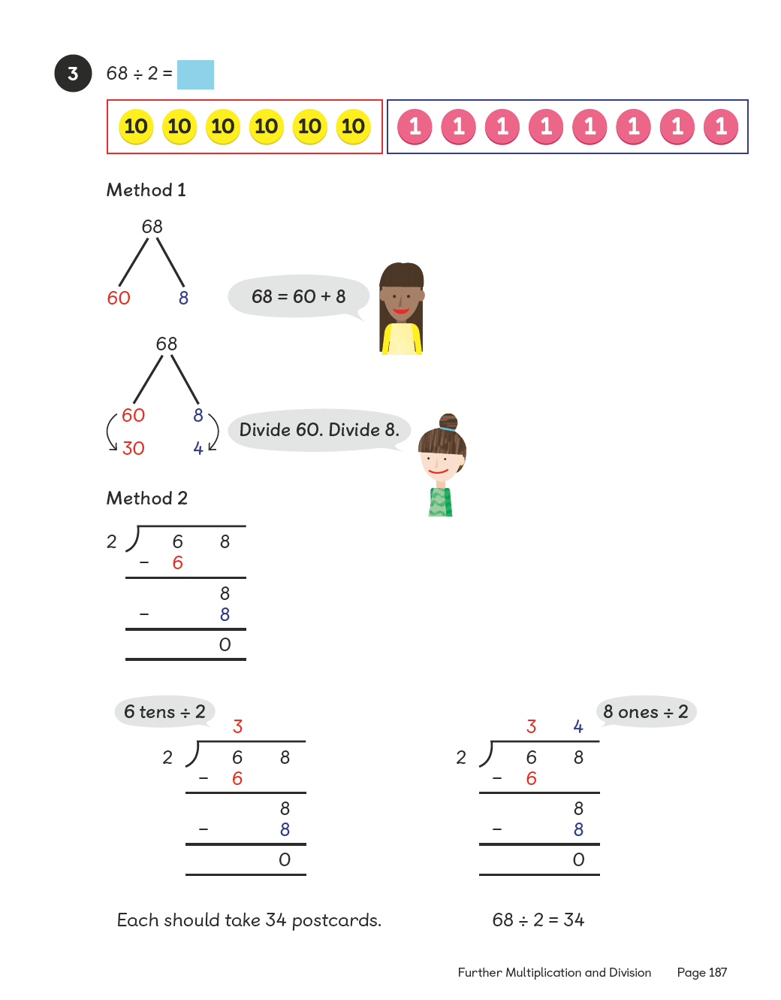 3 68 ÷ 2 =
10 10 10 10 10 10 1 1 1 1 1 1 1 1
Method 1
68
60 8
68 = 60 + 8
68
60 8
30 4
Divide 60. Divide 8.
Method 2
2 6 8
– 6
8
– 8
0
6 tens ÷ 2
3
2 6 8
– 6
8
– 8
0
8 ones ÷ 2
3 4
2 6 8
– 6
8
– 8
0
Each should take 34 postcards.
68 ÷ 2 = 34
Further Multiplication and Division Page 187